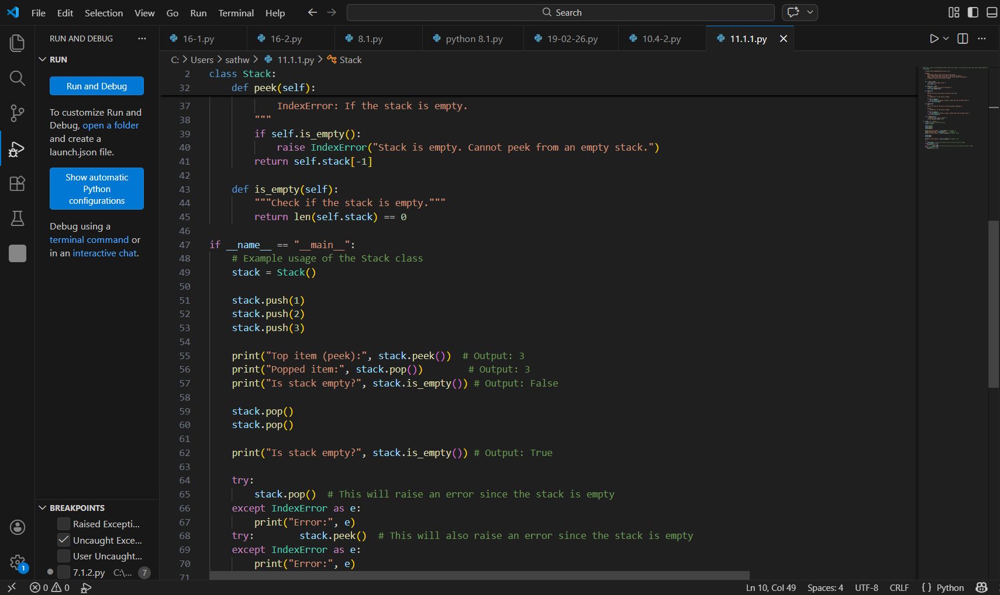 File Edit Selection View Go Run Terminal Help Search
RUN AND DEBUG ···
16-1.py 16-2.py 8.1.py python 8.1.py 19-02-26.py 10.4-2.py 11.1.1.py
RUN
Run and Debug
To customize Run and
Debug, open a folder
and create a
launch.json file.
Show automatic
Python
configurations
Debug using a
terminal command or
in an interactive chat.
BREAKPOINTS
Raised Excepti...
Uncaught Exce...
User Uncaught...
7.1.2.py C:\... 7
1
C: > Users > sathw > 11.1.1.py > Stack
2 class Stack:
32 def peek(self):
37 IndexError: If the stack is empty.
38 """
39 if self.is_empty():
40 raise IndexError("Stack is empty. Cannot peek from an empty stack.")
41 return self.stack[-1]
42
43 def is_empty(self):
44 """Check if the stack is empty."""
45 return len(self.stack) == 0
46
47 if __name__ == "__main__":
48 # Example usage of the Stack class
49 stack = Stack()
50
51 stack.push(1)
52 stack.push(2)
53 stack.push(3)
54
55 print("Top item (peek):", stack.peek()) # Output: 3
56 print("Popped item:", stack.pop()) # Output: 3
57 print("Is stack empty?", stack.is_empty()) # Output: False
58
59 stack.pop()
60 stack.pop()
61
62 print("Is stack empty?", stack.is_empty()) # Output: True
63
64 try:
65 stack.pop() # This will raise an error since the stack is empty
66 except IndexError as e:
67 print("Error:", e)
68 try: stack.peek() # This will also raise an error since the stack is empty
69 except IndexError as e:
70 print("Error:", e)
71
0 0 Ln 10, Col 49 Spaces: 4 UTF-8 CRLF {} Python